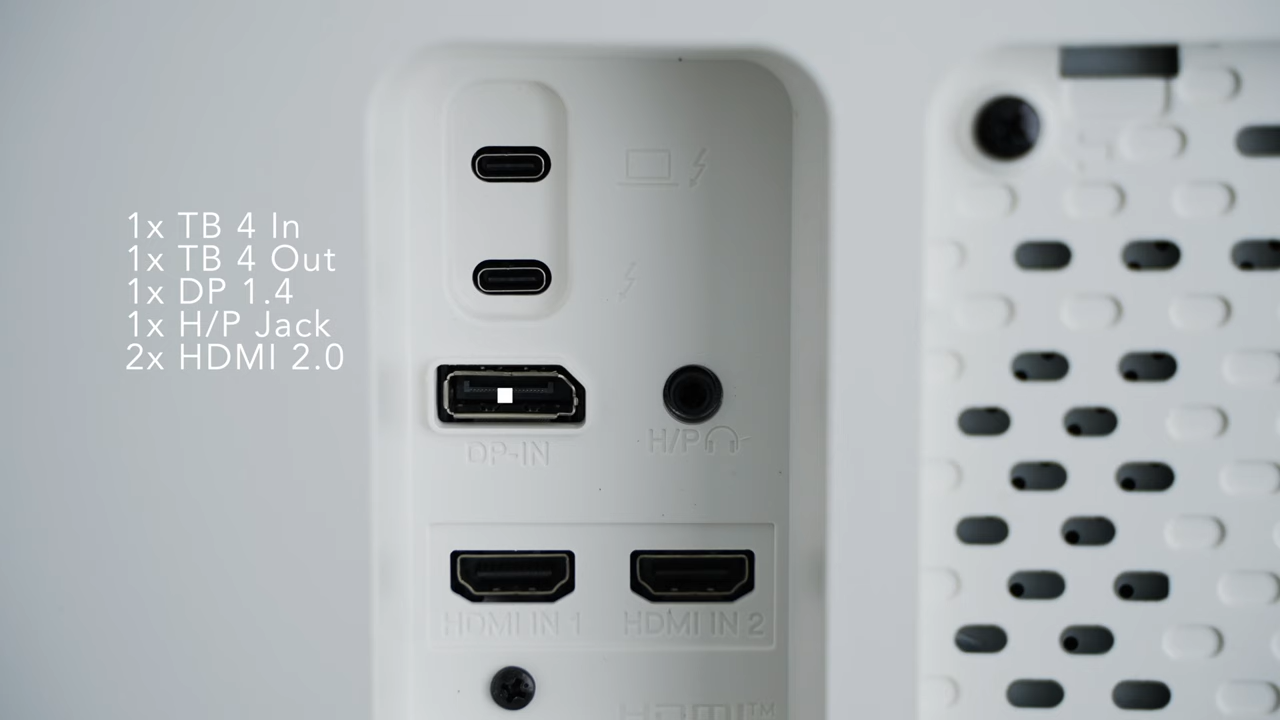 1x TB 4 In
1x TB 4 Out
1x DP 1.4
1x H/P Jack
2x HDMI 2.0
DP-IN
H/P
HDMI IN 1
HDMI IN 2
HDMI™